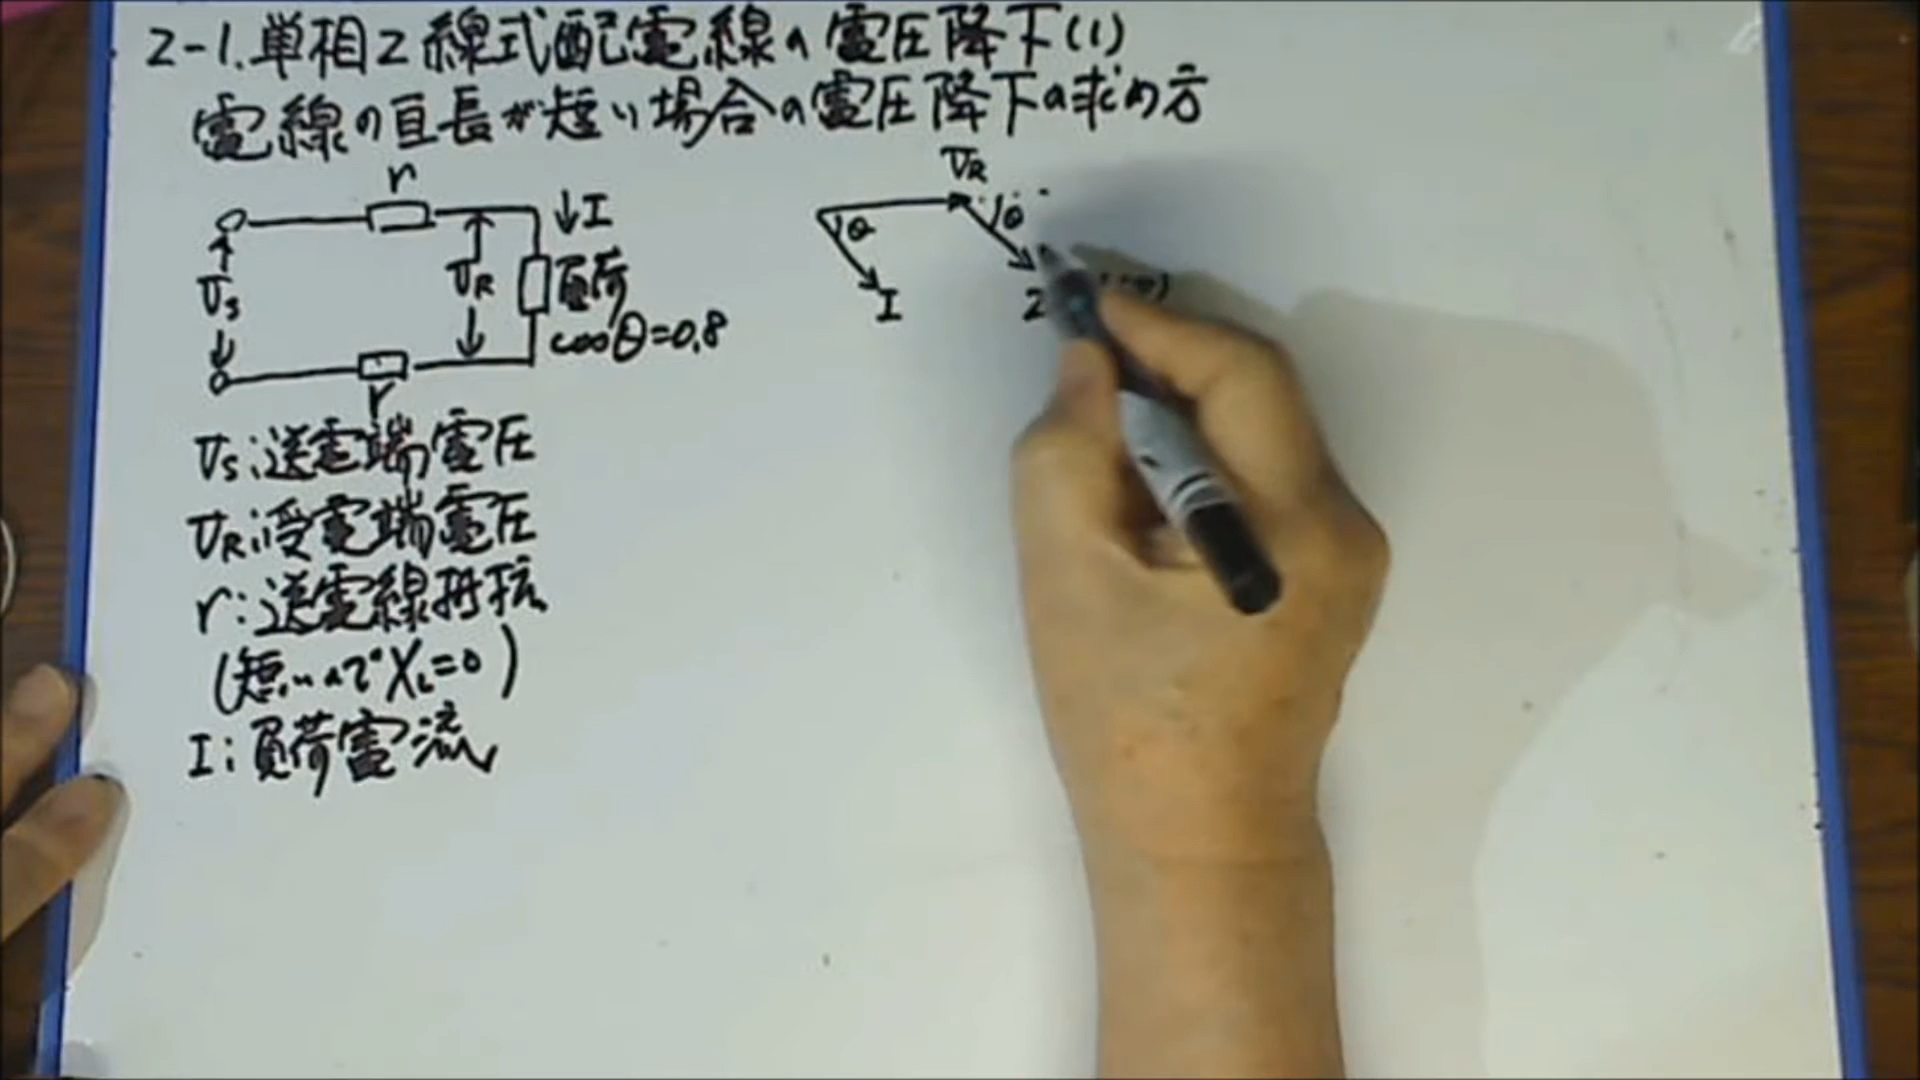 2-1.単相2線式配電線の電圧降下(1)
電線の亘長が短い場合の電圧降下の求め方
r
↓I
VS
VR
負荷
cosθ=0.8
r
VR
θ
θ
I
2
VS:送電端電圧
VR:受電端電圧
r:送電線抵抗
(短いのでXL=0)
I:負荷電流